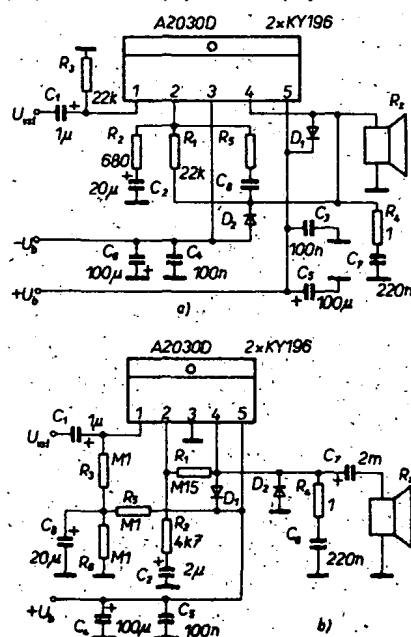 A2030D 2×KY196
R3
22k
C1
1µ
Uvst
1 2 3 4 5
R2
680
20µ
C2
R1
22k
R5
C8
D1
D2
RZ
R4
1
C7
220n
C3
100n
-Ub
C6
100µ
C4
100n
+Ub
C5
100µ
a)
A2030D 2×KY196
C1
1µ
Uvst
1 2 3 4 5
R3
M1
R5
M1
R1
M15
R2
4k7
C2
2µ
C8
20µ
R6
M1
D1
D2
C7
2m
R4
1
C6
220n
+Ub
100µ
C5
100n
b)